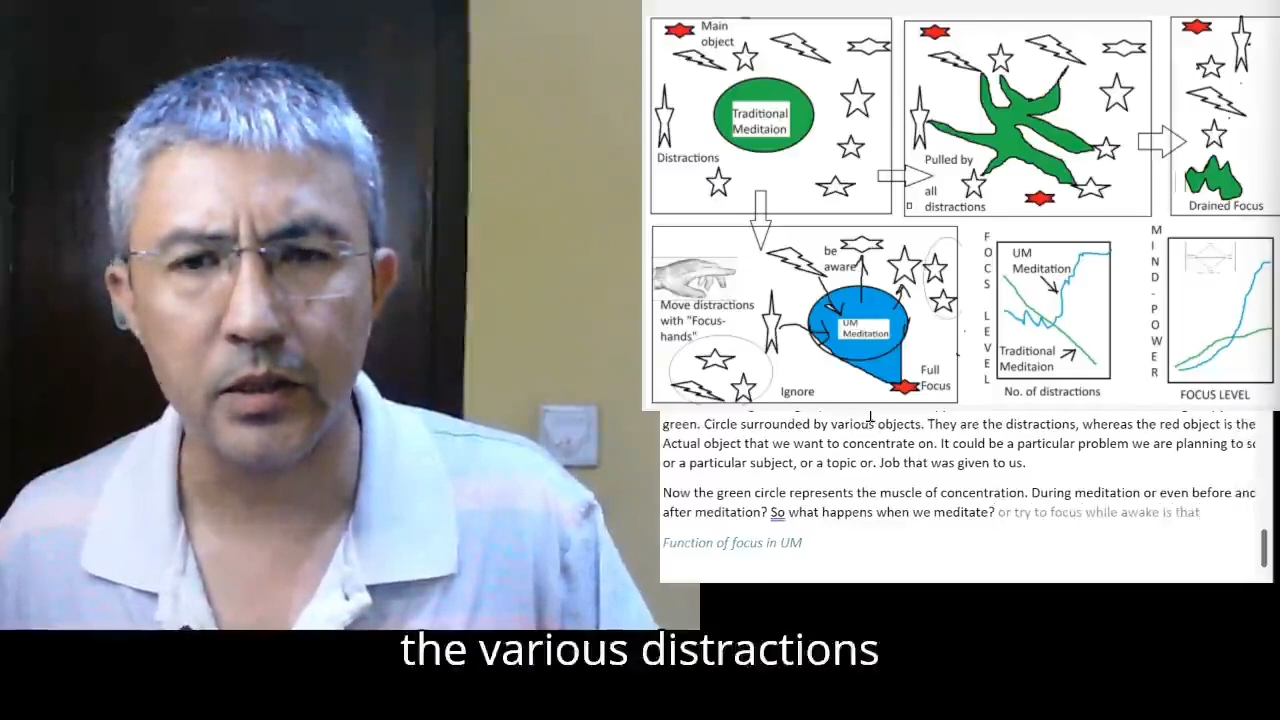 Main
object
Traditional
Meditaion
Distractions
Pulled by
all
distractions
Drained Focus
be
aware
Move distractions
with "Focus-
hands"
UM
Meditation
Ignore
Full
Focus
FOCS LEVEL
UM
Meditation
Traditional
Meditaion
No. of distractions
MIND-POWER
FOCUS LEVEL
green. Circle surrounded by various objects. They are the distractions, whereas the red object is the
Actual object that we want to concentrate on. It could be a particular problem we are planning to
or a particular subject, or a topic or. Job that was given to us.
Now the green circle represents the muscle of concentration. During meditation or even before and
after meditation? So what happens when we meditate? or try to focus while awake is that
Function of focus in UM
the various distractions